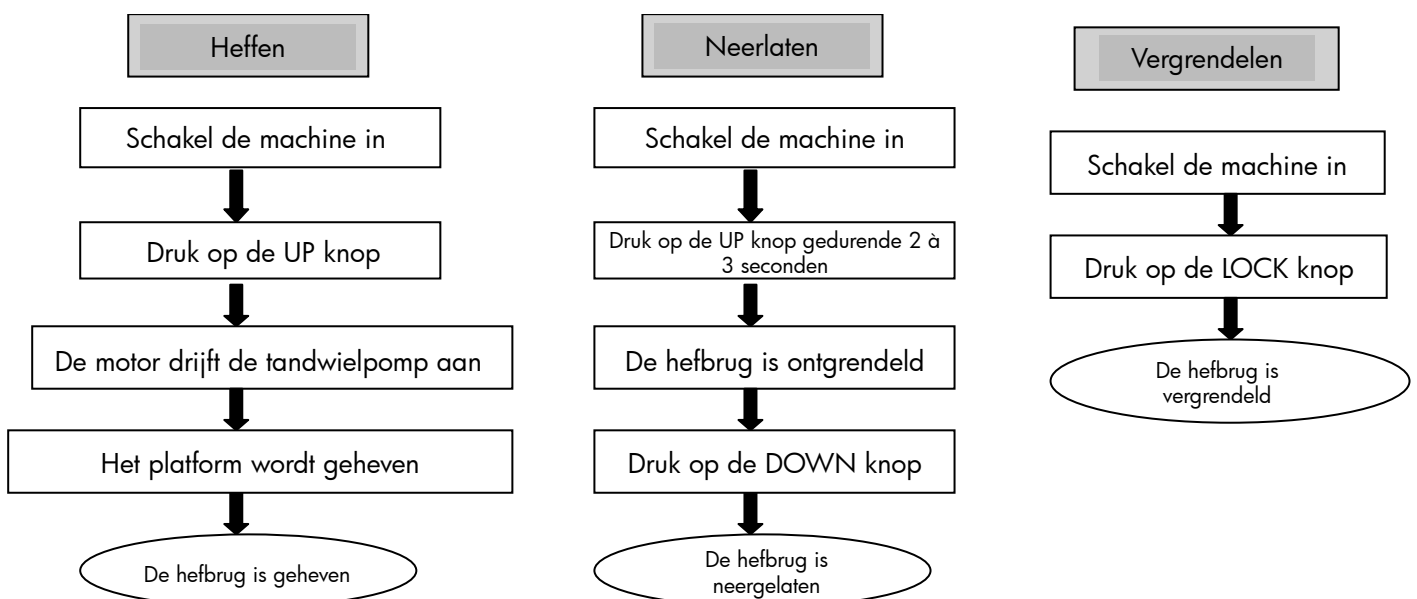 Heffen
Schakel de machine in
Druk op de UP knop
De motor drijft de tandwielpomp aan
Het platform wordt geheven
De hefbrug is geheven
Neerlaten
Schakel de machine in
Druk op de UP knop gedurende 2 à
3 seconden
De hefbrug is ontgrendeld
Druk op de DOWN knop
De hefbrug is
neergelaten
Vergrendelen
Schakel de machine in
Druk op de LOCK knop
De hefbrug is
vergrendeld